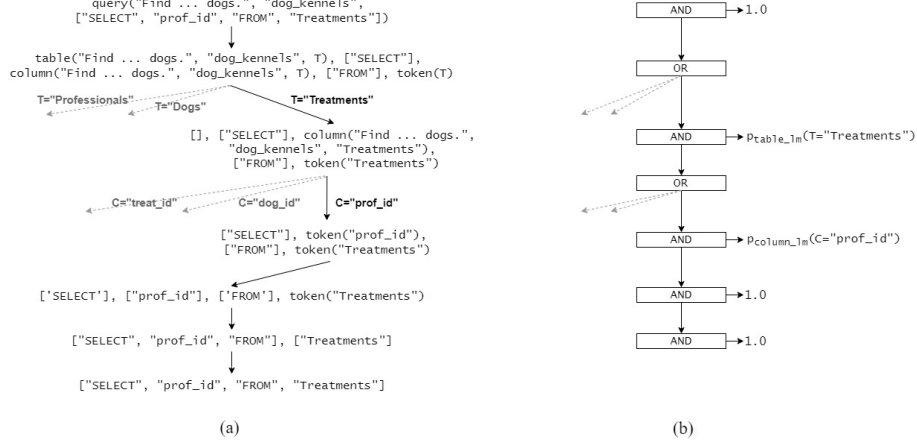 query("Find ... dogs.", "dog_kennels",
["SELECT", "prof_id", "FROM", "Treatments"])
table("Find ... dogs.", "dog_kennels", T), ["SELECT"],
column("Find ... dogs.", "dog_kennels", T), ["FROM"], token(T)
T="Professionals"
T="Dogs"
T="Treatments"
[], ["SELECT"], column("Find ... dogs.",
"dog_kennels", "Treatments"),
["FROM"], token("Treatments")
C="treat_id"
C="dog_id"
C="prof_id"
["SELECT"], token("prof_id"),
["FROM"], token("Treatments")
['SELECT'], ["prof_id"], ['FROM'], token("Treatments")
["SELECT", "prof_id", "FROM"], ["Treatments"]
["SELECT", "prof_id", "FROM", "Treatments"]
(a)
AND 1.0
OR
AND ptable_lm(T="Treatments")
OR
AND pcolumn_lm(C="prof_id")
AND 1.0
AND 1.0
(b)